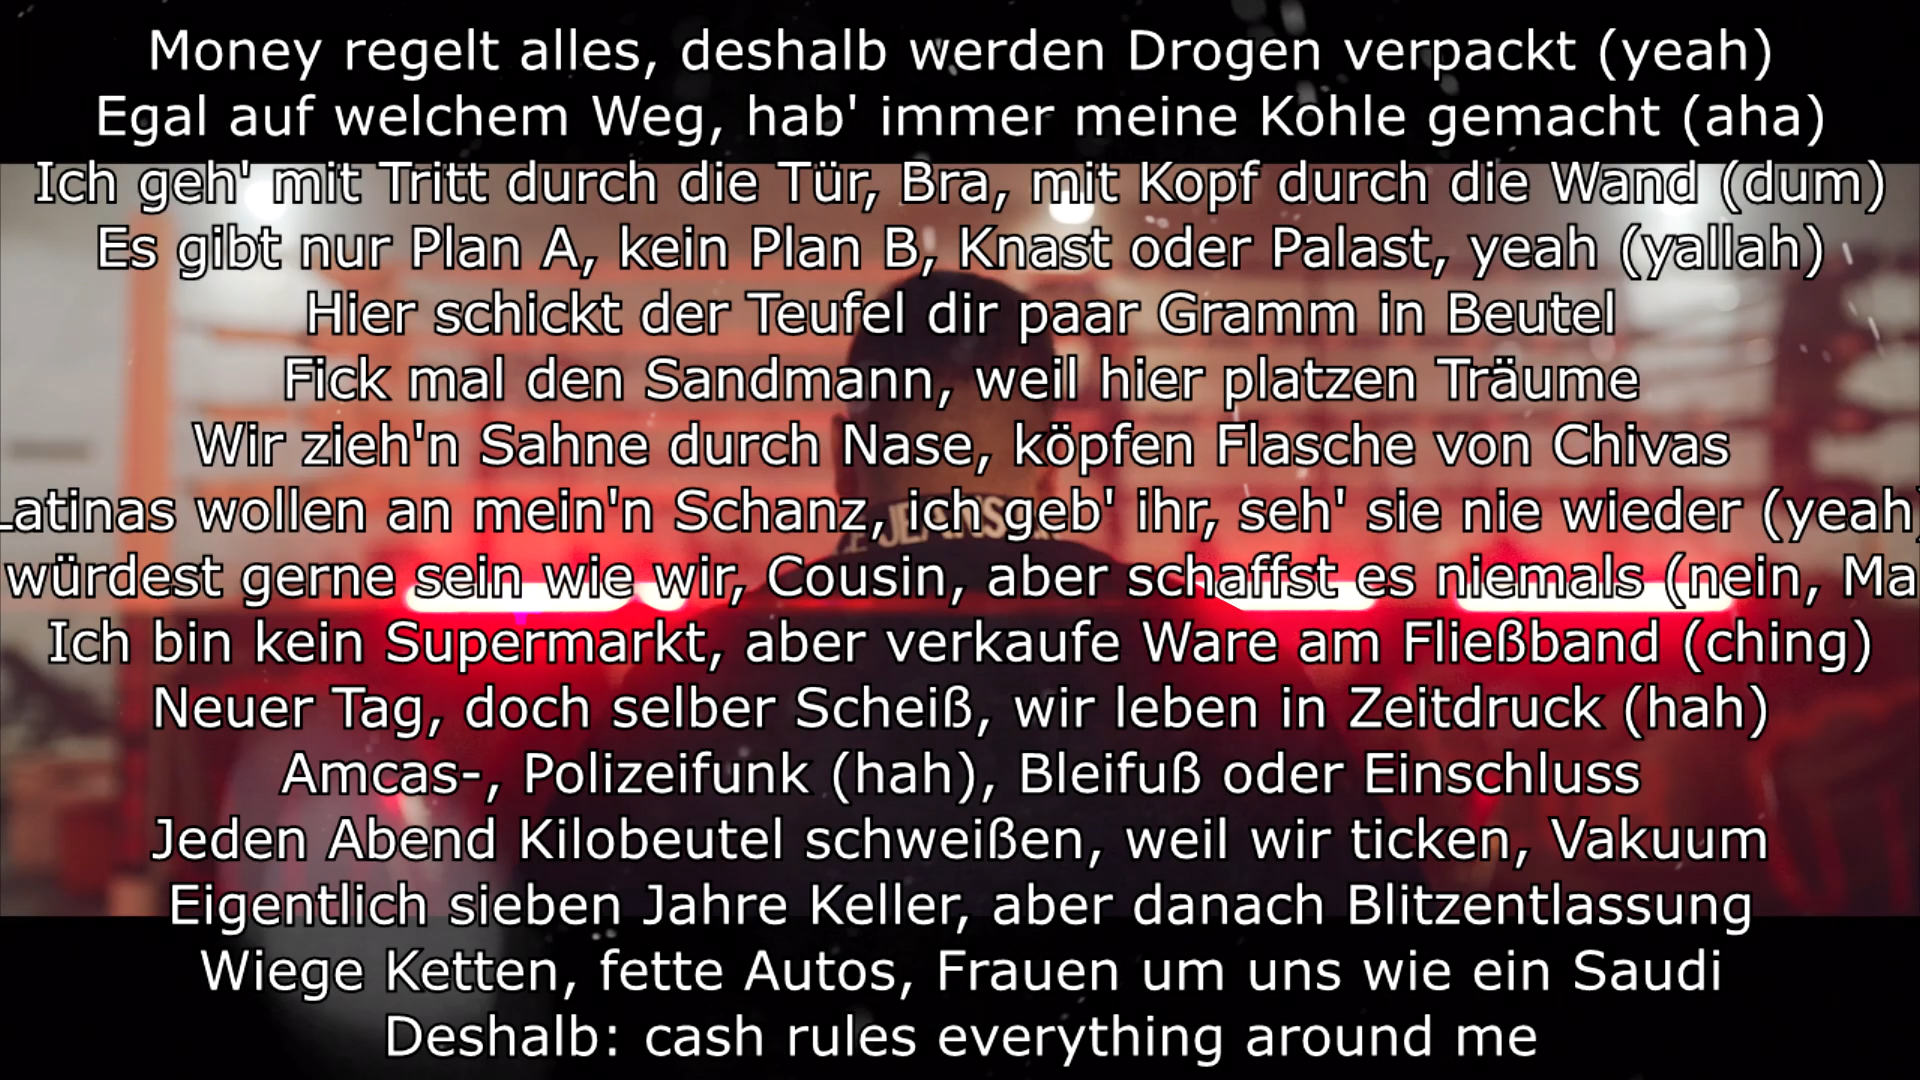 Money regelt alles, deshalb werden Drogen verpackt (yeah)
Egal auf welchem Weg, hab' immer meine Kohle gemacht (aha)
Ich geh' mit Tritt durch die Tür, Bra, mit Kopf durch die Wand (dum)
Es gibt nur Plan A, kein Plan B, Knast oder Palast, yeah (yallah)
Hier schickt der Teufel dir paar Gramm in Beutel
Fick mal den Sandmann, weil hier platzen Träume
Wir zieh'n Sahne durch Nase, köpfen Flasche von Chivas
Latinas wollen an mein'n Schanz, ich geb' ihr, seh' sie nie wieder (yeah)
würdest gerne sein wie wir, Cousin, aber schaffst es niemals (nein, Ma
Ich bin kein Supermarkt, aber verkaufe Ware am Fließband (ching)
Neuer Tag, doch selber Scheiß, wir leben in Zeitdruck (hah)
Amcas-, Polizeifunk (hah), Bleifuß oder Einschluss
Jeden Abend Kilobeutel schweißen, weil wir ticken, Vakuum
Eigentlich sieben Jahre Keller, aber danach Blitzentlassung
Wiege Ketten, fette Autos, Frauen um uns wie ein Saudi
Deshalb: cash rules everything around me
JEANS